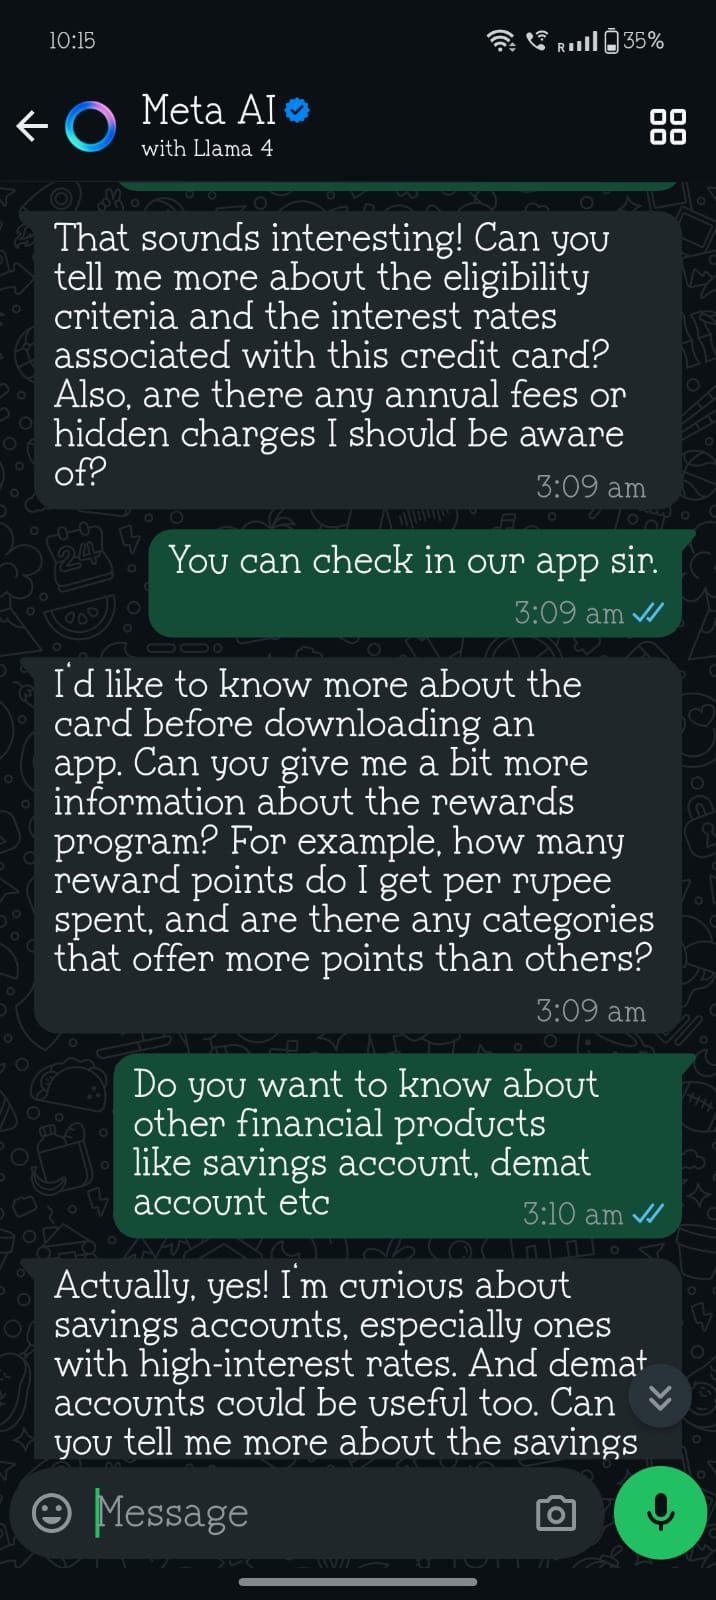 10:15
R 35%
Meta AI
with Llama 4
That sounds interesting! Can you
tell me more about the eligibility
criteria and the interest rates
associated with this credit card?
Also, are there any annual fees or
hidden charges I should be aware
of?
3:09 am
You can check in our app sir.
3:09 am
I'd like to know more about the
card before downloading an
app. Can you give me a bit more
information about the rewards
program? For example, how many
reward points do I get per rupee
spent, and are there any categories
that offer more points than others?
3:09 am
Do you want to know about
other financial products
like savings account, demat
account etc
3:10 am
Actually, yes! I'm curious about
savings accounts, especially ones
with high-interest rates. And demat
accounts could be useful too. Can
you tell me more about the savings
Message